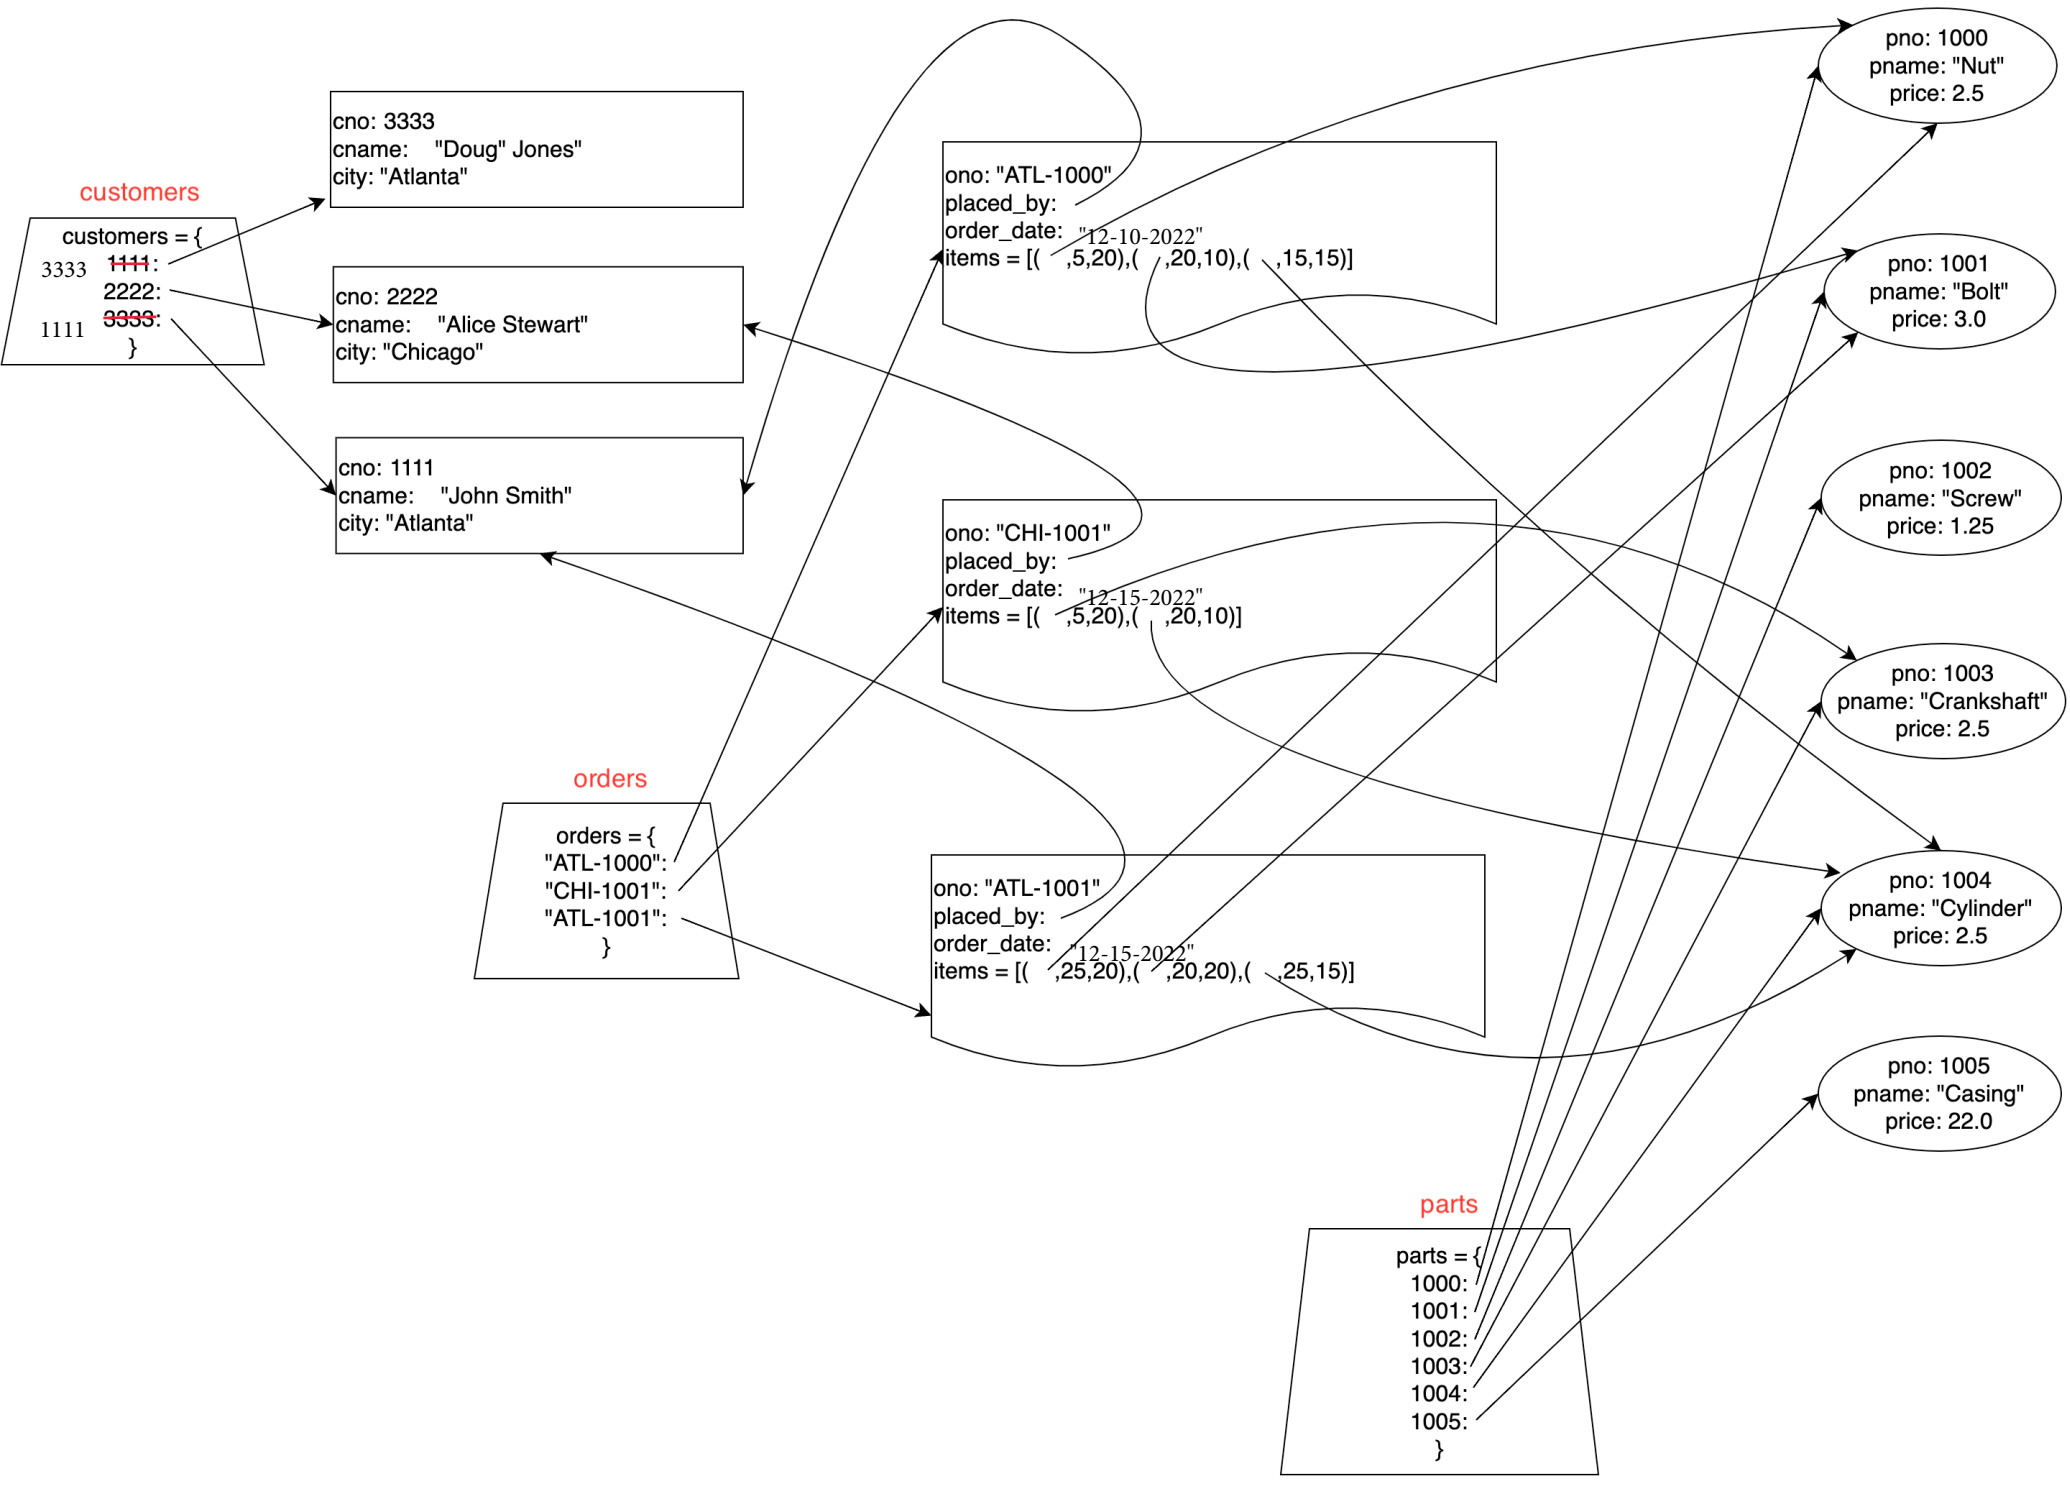 customers
customers = {
3333 1111:
2222:
1111 3333:
}
cno: 3333
cname: "Doug" Jones"
city: "Atlanta"
cno: 2222
cname: "Alice Stewart"
city: "Chicago"
cno: 1111
cname: "John Smith"
city: "Atlanta"
orders
orders = {
"ATL-1000":
"CHI-1001":
"ATL-1001":
}
ono: "ATL-1000"
placed_by:
order_date: "12-10-2022"
items = [( ,5,20),( ,20,10),( ,15,15)]
ono: "CHI-1001"
placed_by:
order_date: "12-15-2022"
items = [( ,5,20),( ,20,10)]
ono: "ATL-1001"
placed_by:
order_date: "12-15-2022"
items = [( ,25,20),( ,20,20),( ,25,15)]
pno: 1000
pname: "Nut"
price: 2.5
pno: 1001
pname: "Bolt"
price: 3.0
pno: 1002
pname: "Screw"
price: 1.25
pno: 1003
pname: "Crankshaft"
price: 2.5
pno: 1004
pname: "Cylinder"
price: 2.5
pno: 1005
pname: "Casing"
price: 22.0
parts
parts = {
1000:
1001:
1002:
1003:
1004:
1005:
}